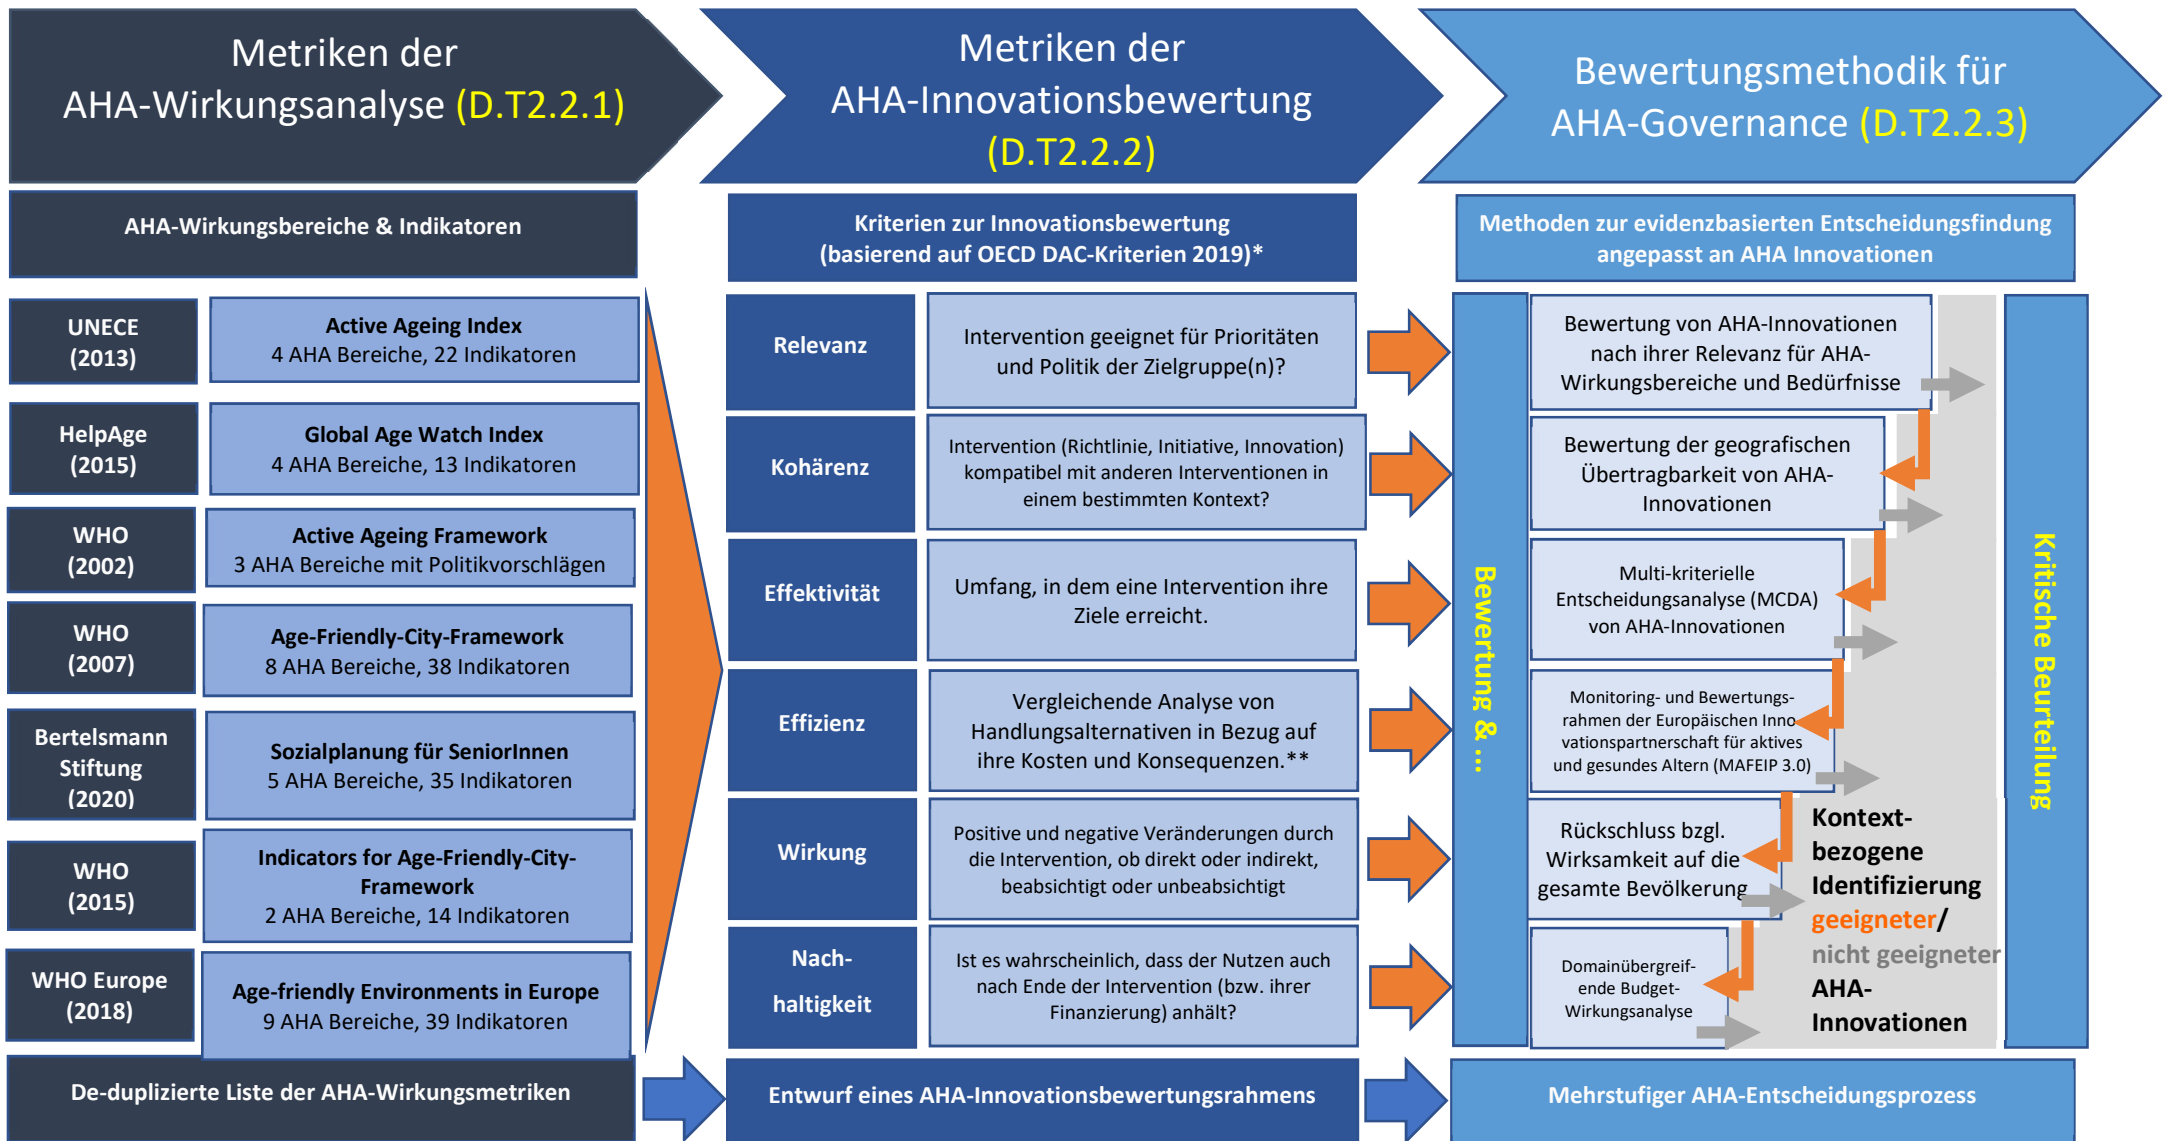 Metriken der
AHA-Wirkungsanalyse (D.T2.2.1)
AHA-Wirkungsbereiche & Indikatoren
UNECE
(2013)
Active Ageing Index
4 AHA Bereiche, 22 Indikatoren
HelpAge
(2015)
Global Age Watch Index
4 AHA Bereiche, 13 Indikatoren
WHO
(2002)
Active Ageing Framework
3 AHA Bereiche mit Politikvorschlägen
WHO
(2007)
Age-Friendly-City-Framework
8 AHA Bereiche, 38 Indikatoren
Bertelsmann
Stiftung
(2020)
Sozialplanung für SeniorInnen
5 AHA Bereiche, 35 Indikatoren
WHO
(2015)
Indicators for Age-Friendly-City-
Framework
2 AHA Bereiche, 14 Indikatoren
WHO Europe
(2018)
Age-friendly Environments in Europe
9 AHA Bereiche, 39 Indikatoren
De-duplizierte Liste der AHA-Wirkungsmetriken
Metriken der
AHA-Innovationsbewertung
(D.T2.2.2)
Kriterien zur Innovationsbewertung
(basierend auf OECD DAC-Kriterien 2019)*
Relevanz
Intervention geeignet für Prioritäten
und Politik der Zielgruppe(n)?
Kohärenz
Intervention (Richtlinie, Initiative, Innovation)
kompatibel mit anderen Interventionen in
einem bestimmten Kontext?
Effektivität
Umfang, in dem eine Intervention ihre
Ziele erreicht.
Effizienz
Vergleichende Analyse von
Handlungsalternativen in Bezug auf
ihre Kosten und Konsequenzen.**
Wirkung
Positive und negative Veränderungen durch
die Intervention, ob direkt oder indirekt,
beabsichtigt oder unbeabsichtigt
Nach-
haltigkeit
Ist es wahrscheinlich, dass der Nutzen auch
nach Ende der Intervention (bzw. ihrer
Finanzierung) anhält?
Entwurf eines AHA-Innovationsbewertungsrahmens
Bewertungsmethodik für
AHA-Governance (D.T2.2.3)
Methoden zur evidenzbasierten Entscheidungsfindung
angepasst an AHA Innovationen
Bewertung & ...
Bewertung von AHA-Innovationen
nach ihrer Relevanz für AHA-
Wirkungsbereiche und Bedürfnisse
Bewertung der geografischen
Übertragbarkeit von AHA-
Innovationen
Multi-kriterielle
Entscheidungsanalyse (MCDA)
von AHA-Innovationen
Monitoring- und Bewertungs-
rahmen der Europäischen Inno-
vationspartnerschaft für aktives
und gesundes Altern (MAFEIP 3.0)
Rückschluss bzgl.
Wirksamkeit auf die
gesamte Bevölkerung
Domainübergreif-
ende Budget-
Wirkungsanalyse
Kontext-
bezogene
Identifizierung
geeigneter/
nicht geeigneter
AHA-
Innovationen
Kritische Beurteilung
Mehrstufiger AHA-Entscheidungsprozess